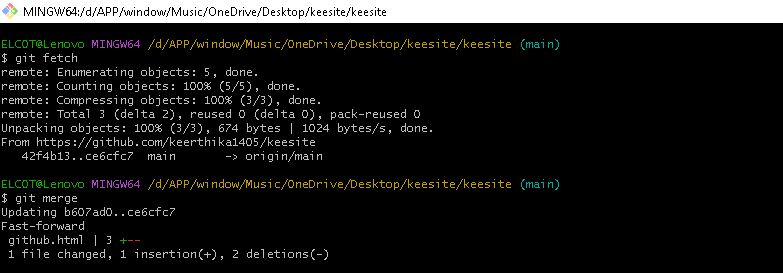 MINGW64:/d/APP/window/Music/OneDrive/Desktop/keesite/keesite
ELCOT@Lenovo MINGW64 /d/APP/window/Music/OneDrive/Desktop/keesite/keesite (main)
$ git fetch
remote: Enumerating objects: 5, done.
remote: Counting objects: 100% (5/5), done.
remote: Compressing objects: 100% (3/3), done.
remote: Total 3 (delta 2), reused 0 (delta 0), pack-reused 0
Unpacking objects: 100% (3/3), 674 bytes | 1024 bytes/s, done.
From https://github.com/keerthika1405/keesite
   42f4b13..ce6cfc7  main       -> origin/main
ELCOT@Lenovo MINGW64 /d/APP/window/Music/OneDrive/Desktop/keesite/keesite (main)
$ git merge
Updating b607ad0..ce6cfc7
Fast-forward
 github.html | 3 +--
 1 file changed, 1 insertion(+), 2 deletions(-)